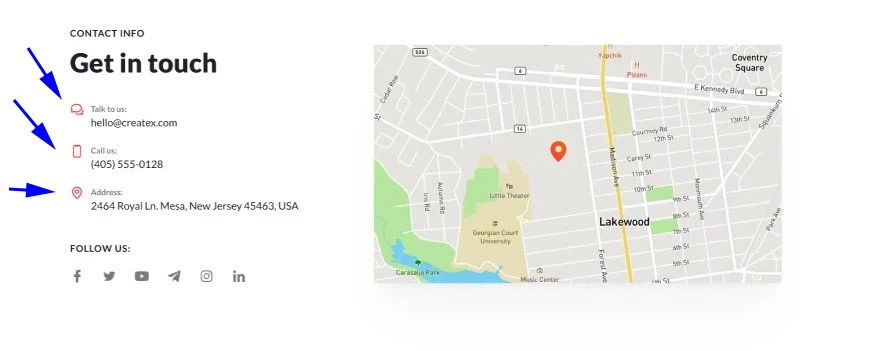 CONTACT INFO
Get in touch
Talk to us:
hello@createx.com
Call us:
(405) 555-0128
Address:
2464 Royal Ln. Mesa, New Jersey 45463, USA
FOLLOW US:
526
Yapchik
Pizano
Coventry
Square
6
E Kennedy Blvd
6
Cedar Row
14th St
13th St
Squankum
14
Courtney Rd
12th St
Madison Ave
Carey St
11th St
10th St
Monmouth Ave
Autumn Rd
Iris Rd
Little Theater
9th St
8th St
Lakewood
7th St
Park Ave
Georgian Court
University
6th St
5th St
Forest Ave
Carasaljo Park
Music Center
4th St